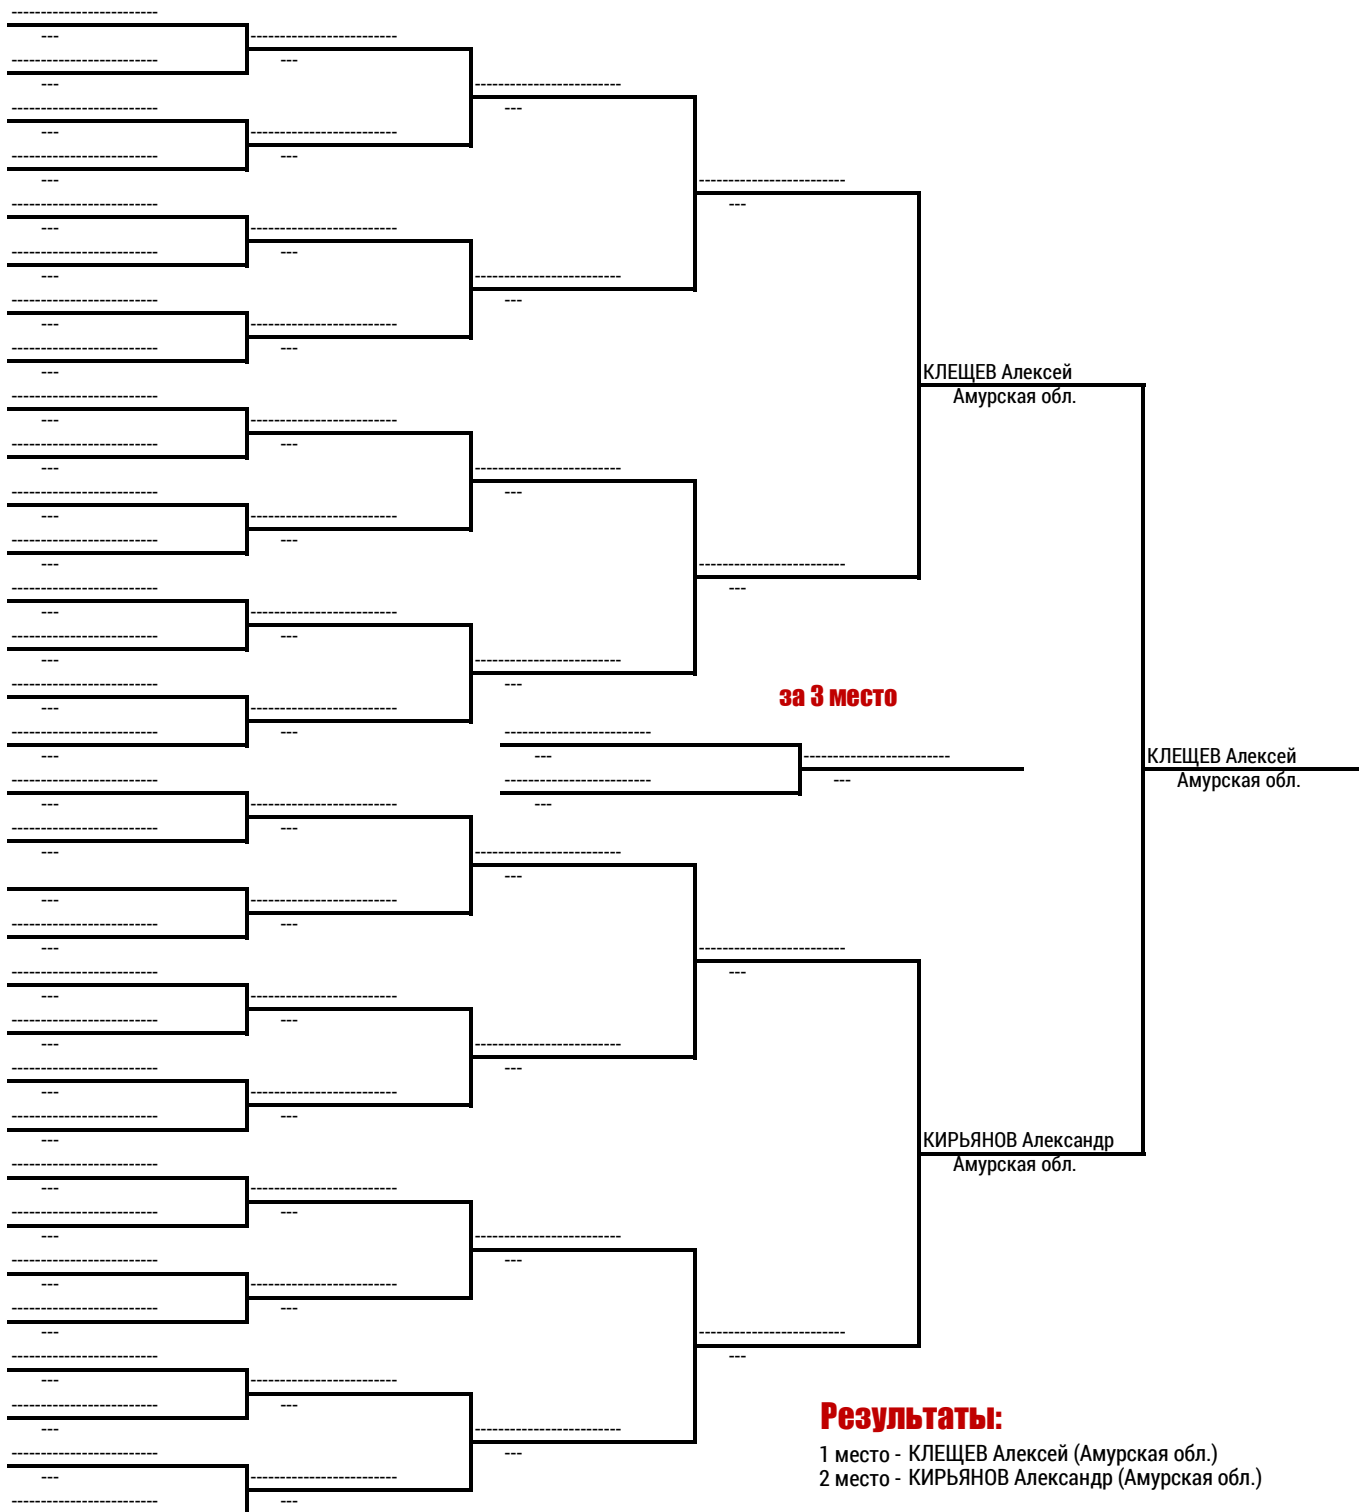 КЛЕЩЕВ Алексей
Амурская обл.
за 3 место
КЛЕЩЕВ Алексей
Амурская обл.
КИРЬЯНОВ Александр
Амурская обл.
Результаты:
1 место - КЛЕЩЕВ Алексей (Амурская обл.)
2 место - КИРЬЯНОВ Александр (Амурская обл.)